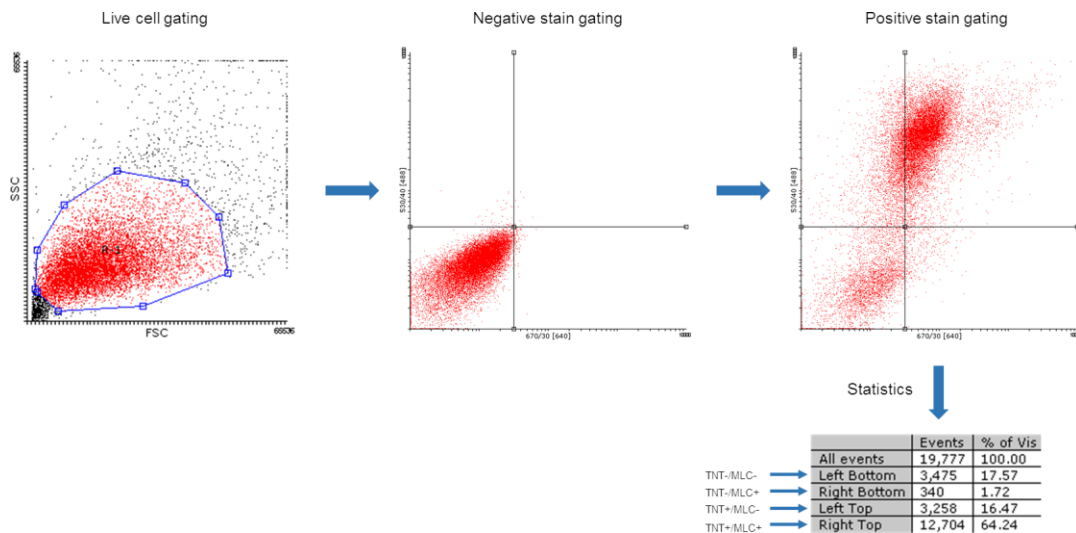 Live cell gating
Negative stain gating
Positive stain gating
SSC
FSC
65536
530/40 [488]
670/30 [640]
530/40 [488]
670/30 [640]
Statistics
Events % of Vis
All events 19,777 100.00
TNT-/MLC- Left Bottom 3,475 17.57
TNT-/MLC+ Right Bottom 340 1.72
TNT+/MLC- Left Top 3,258 16.47
TNT+/MLC+ Right Top 12,704 64.24